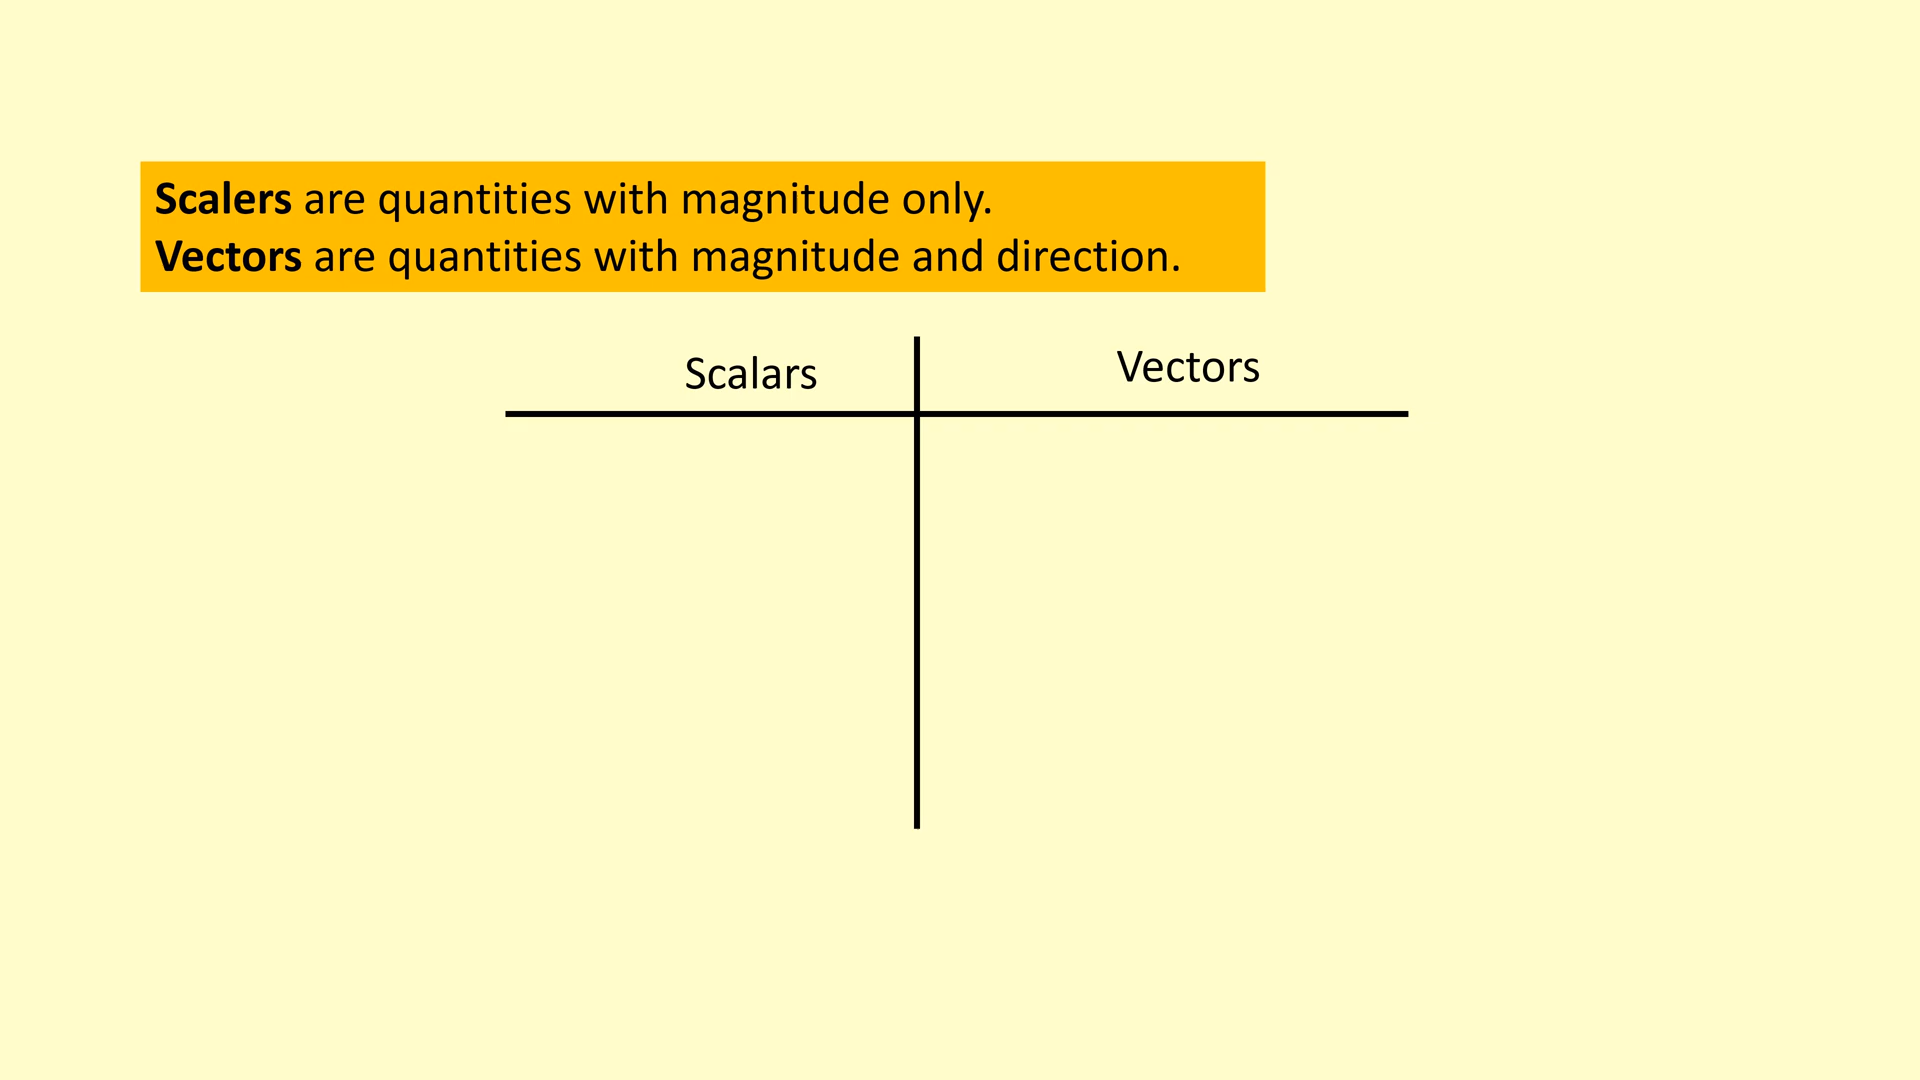 Scalers are quantities with magnitude only.
Vectors are quantities with magnitude and direction.
Scalars
Vectors